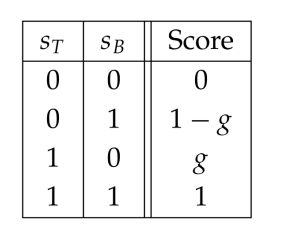 s_T s_B Score
0 0 0
0 1 1 − g
1 0 g
1 1 1